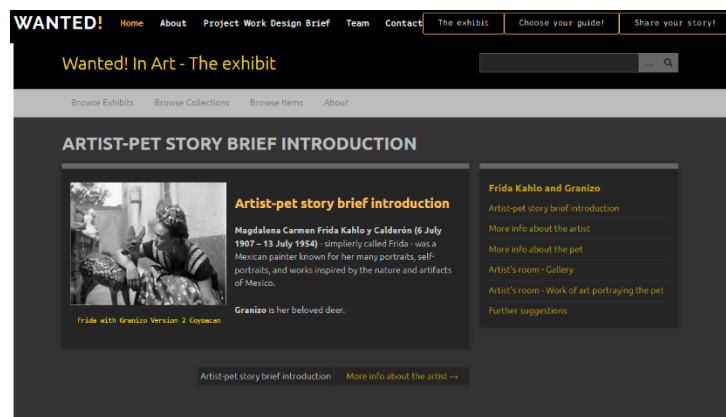 WANTED! Home About Project Work Design Brief Team Contact The exhibit Choose your guide! Share your story!
Wanted! In Art - The exhibit
...
Browse Exhibits Browse Collections Browse Items About
ARTIST-PET STORY BRIEF INTRODUCTION
Artist-pet story brief introduction
Magdalena Carmen Frida Kahlo y Calderón (6 July
1907 – 13 July 1954) - simplierly called Frida - was a
Mexican painter known for her many portraits, self-
portraits, and works inspired by the nature and artifacts
of Mexico.
Granizo is her beloved deer.
Frida with Granizo Version 2 Coyoacan
Frida Kahlo and Granizo
Artist-pet story brief introduction
More info about the artist
More info about the pet
Artist's room - Gallery
Artist's room - Work of art portraying the pet
Further suggestions
Artist-pet story brief introduction More info about the artist →